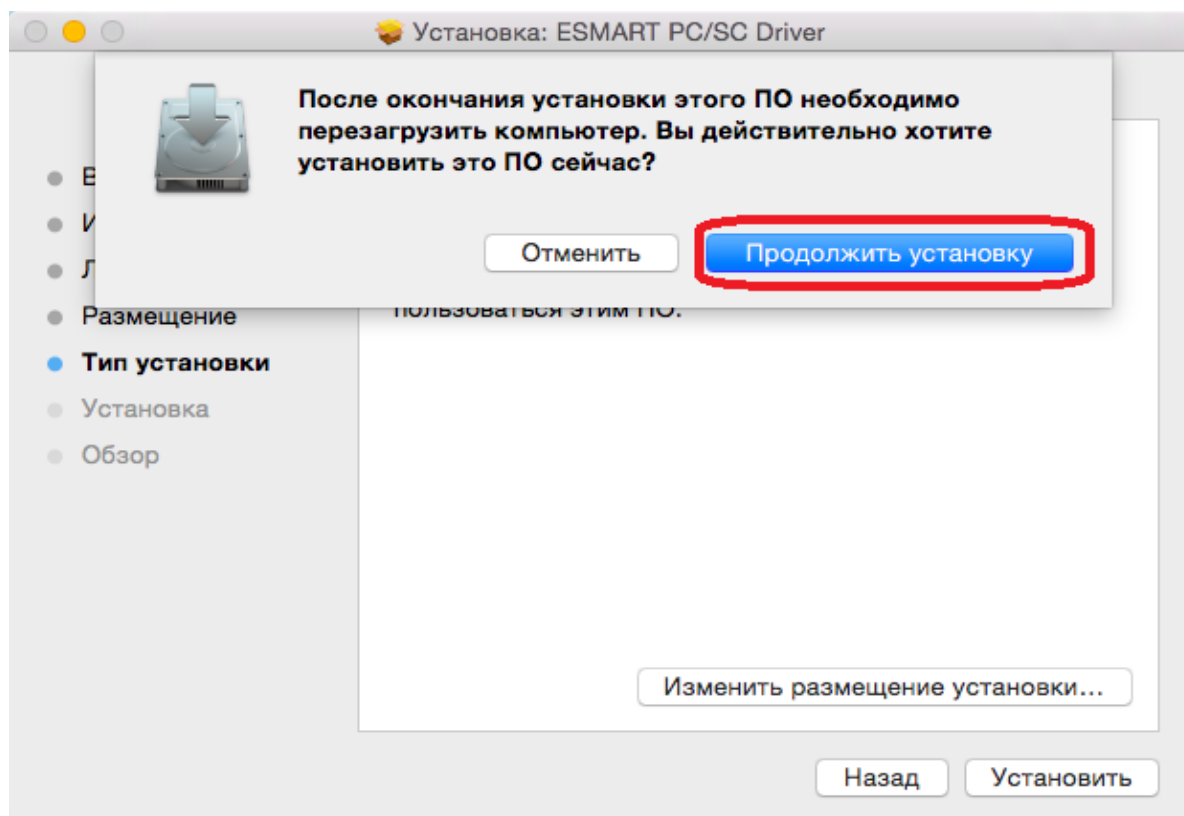 Установка: ESMART PC/SC Driver
После окончания установки этого ПО необходимо
перезагрузить компьютер. Вы действительно хотите
установить это ПО сейчас?
Отменить
Продолжить установку
пользоваться этим ПО.
Размещение
Тип установки
Установка
Обзор
Изменить размещение установки...
Назад
Установить